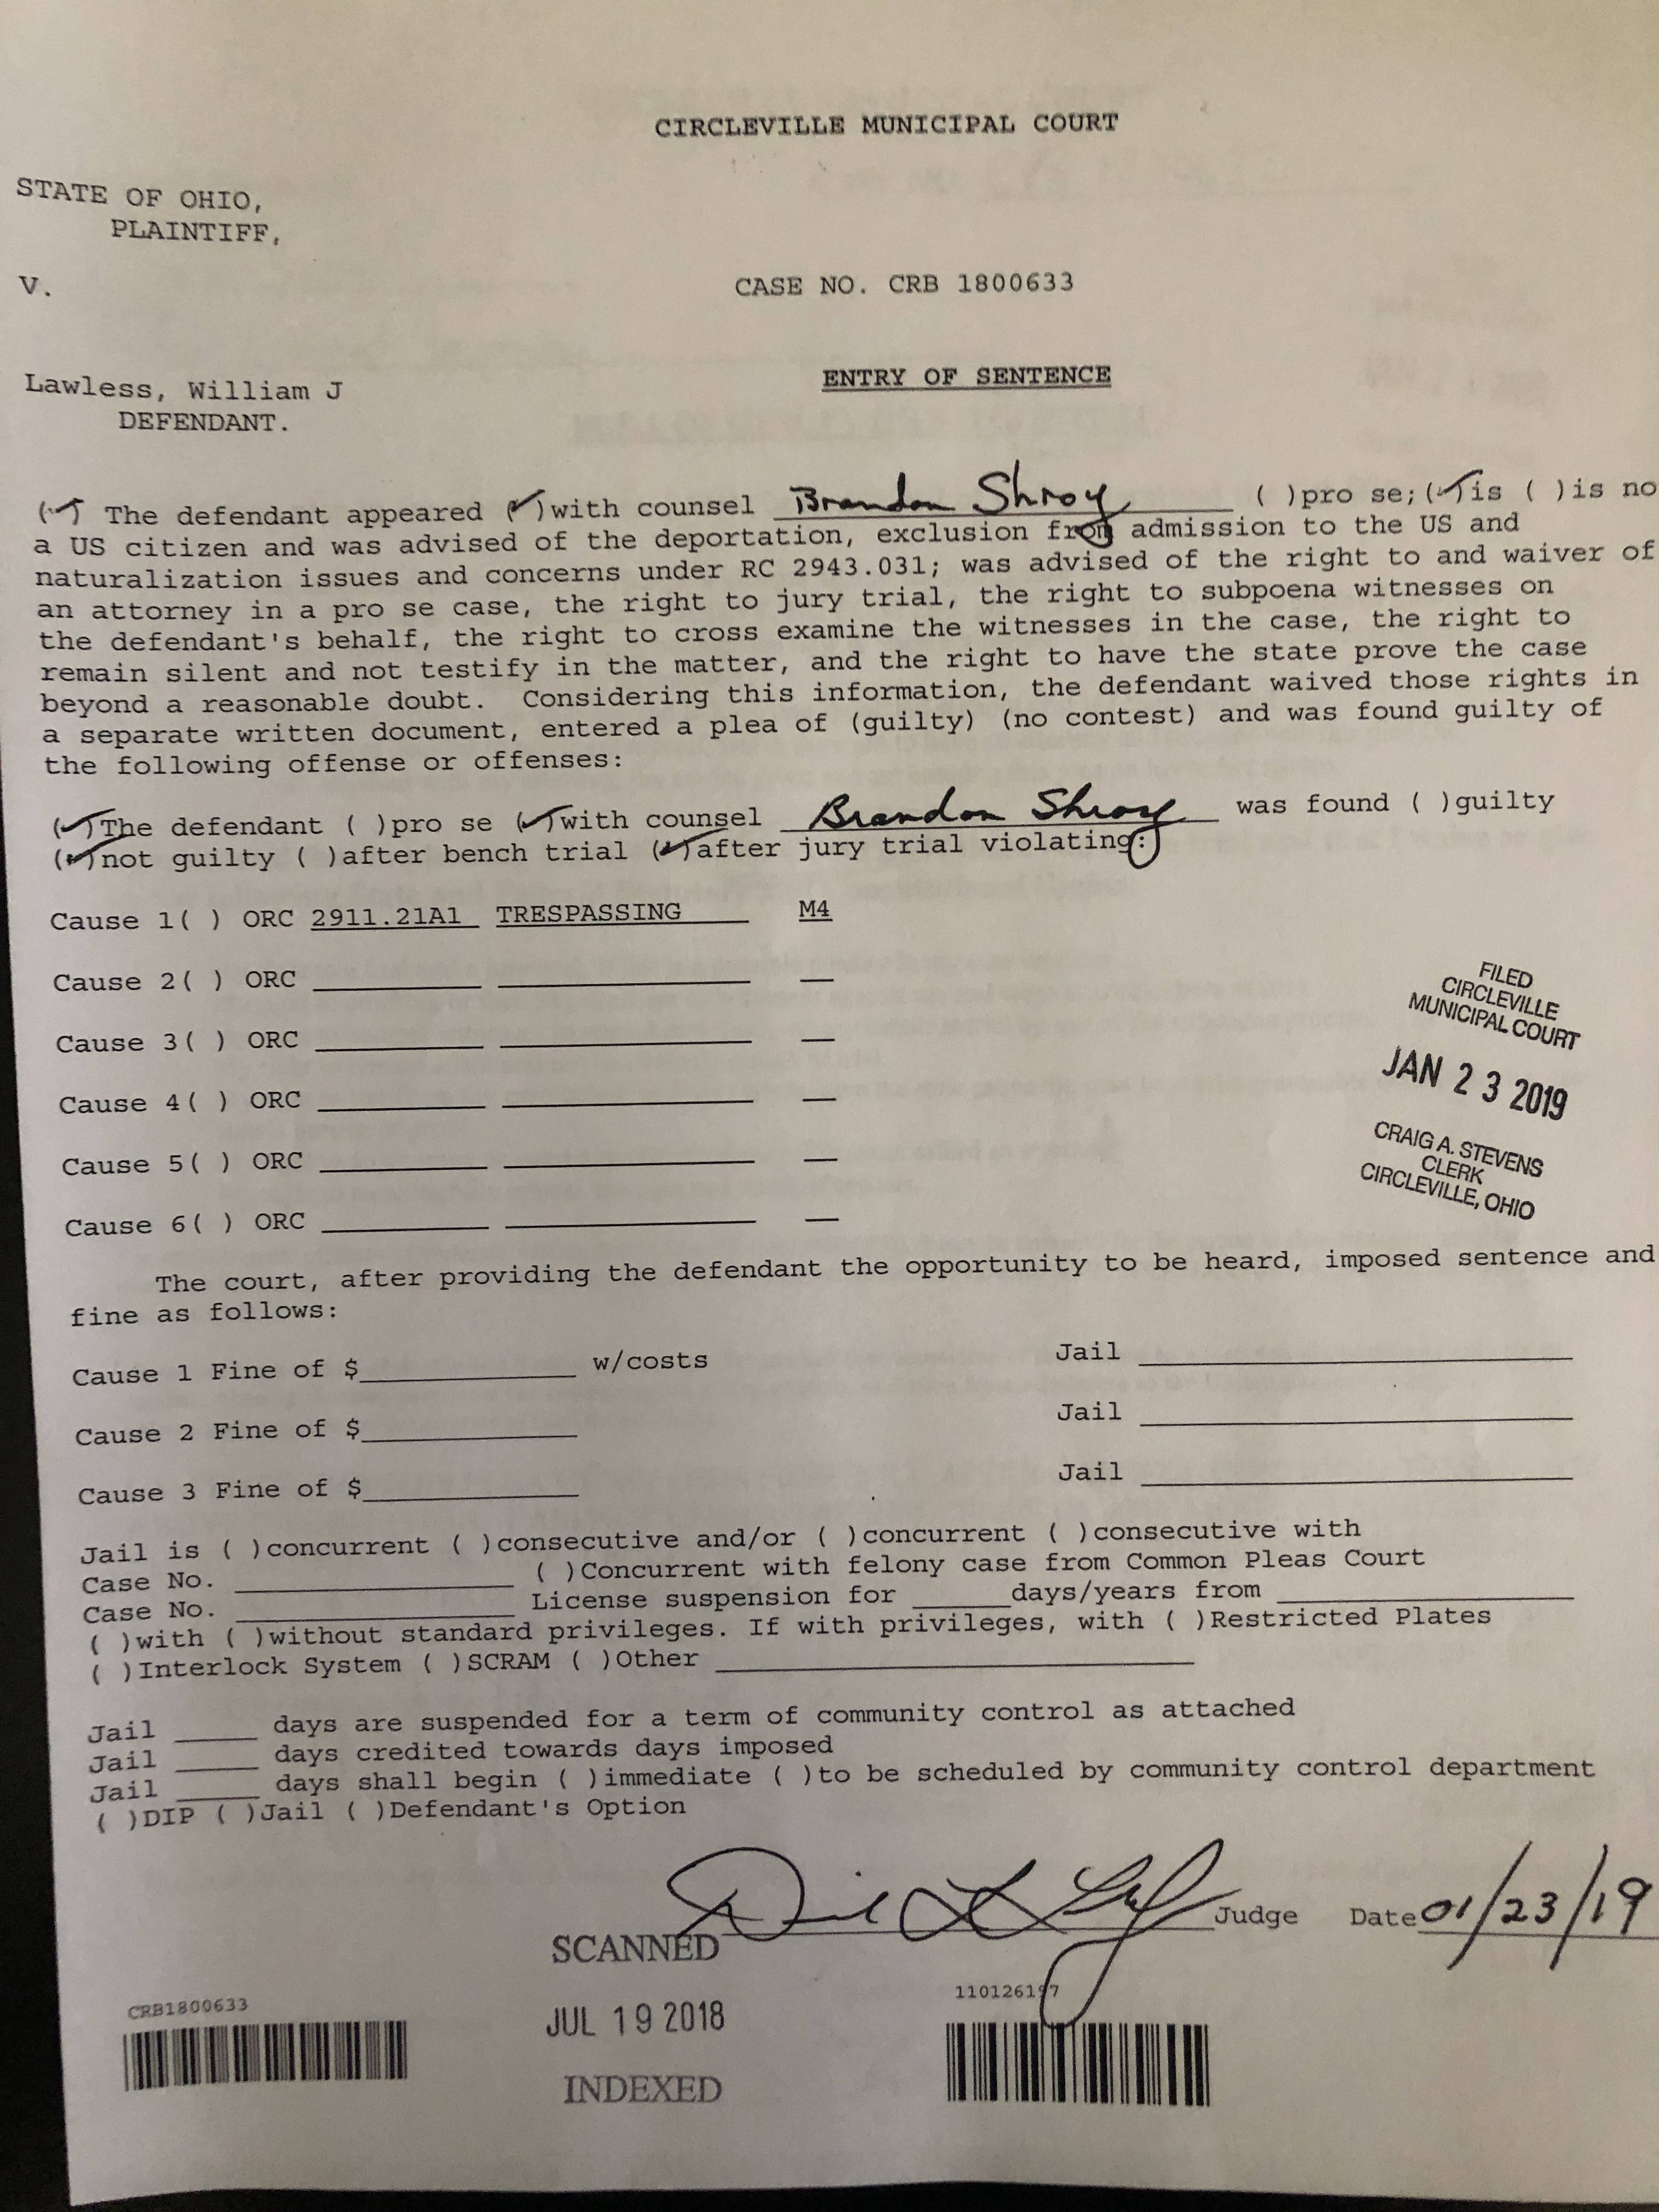 CIRCLEVILLE MUNICIPAL COURT
STATE OF OHIO,
PLAINTIFF,
V.
CASE NO. CRB 1800633
Lawless, William J
DEFENDANT.
ENTRY OF SENTENCE
(✓) The defendant appeared (✓)with counsel Brandon Shroy ( )pro se;(✓)is ( )is no
a US citizen and was advised of the deportation, exclusion from admission to the US and
naturalization issues and concerns under RC 2943.031; was advised of the right to and waiver of
an attorney in a pro se case, the right to jury trial, the right to subpoena witnesses on
the defendant's behalf, the right to cross examine the witnesses in the case, the right to
remain silent and not testify in the matter, and the right to have the state prove the case
beyond a reasonable doubt. Considering this information, the defendant waived those rights in
a separate written document, entered a plea of (guilty) (no contest) and was found guilty of
the following offense or offenses:
(✓)The defendant ( )pro se (✓)with counsel Brandon Shroy was found ( )guilty
(✓)not guilty ( )after bench trial (✓)after jury trial violating:
Cause 1( ) ORC 2911.21A1 TRESPASSING M4
Cause 2( ) ORC
Cause 3( ) ORC
Cause 4( ) ORC
Cause 5( ) ORC
Cause 6( ) ORC
FILED
CIRCLEVILLE
MUNICIPAL COURT
JAN 23 2019
CRAIG A. STEVENS
CLERK
CIRCLEVILLE, OHIO
The court, after providing the defendant the opportunity to be heard, imposed sentence and
fine as follows:
Cause 1 Fine of $ w/costs Jail
Cause 2 Fine of $ Jail
Cause 3 Fine of $ Jail
Jail is ( )concurrent ( )consecutive and/or ( )concurrent ( )consecutive with
Case No. ( )Concurrent with felony case from Common Pleas Court
Case No. License suspension for days/years from
( )with ( )without standard privileges. If with privileges, with ( )Restricted Plates
( )Interlock System ( )SCRAM ( )Other
Jail days are suspended for a term of community control as attached
Jail days credited towards days imposed
Jail days shall begin ( )immediate ( )to be scheduled by community control department
( )DIP ( )Jail ( )Defendant's Option
Judge Date 01/23/19
SCANNED
JUL 19 2018
INDEXED
CRB1800633
110126197